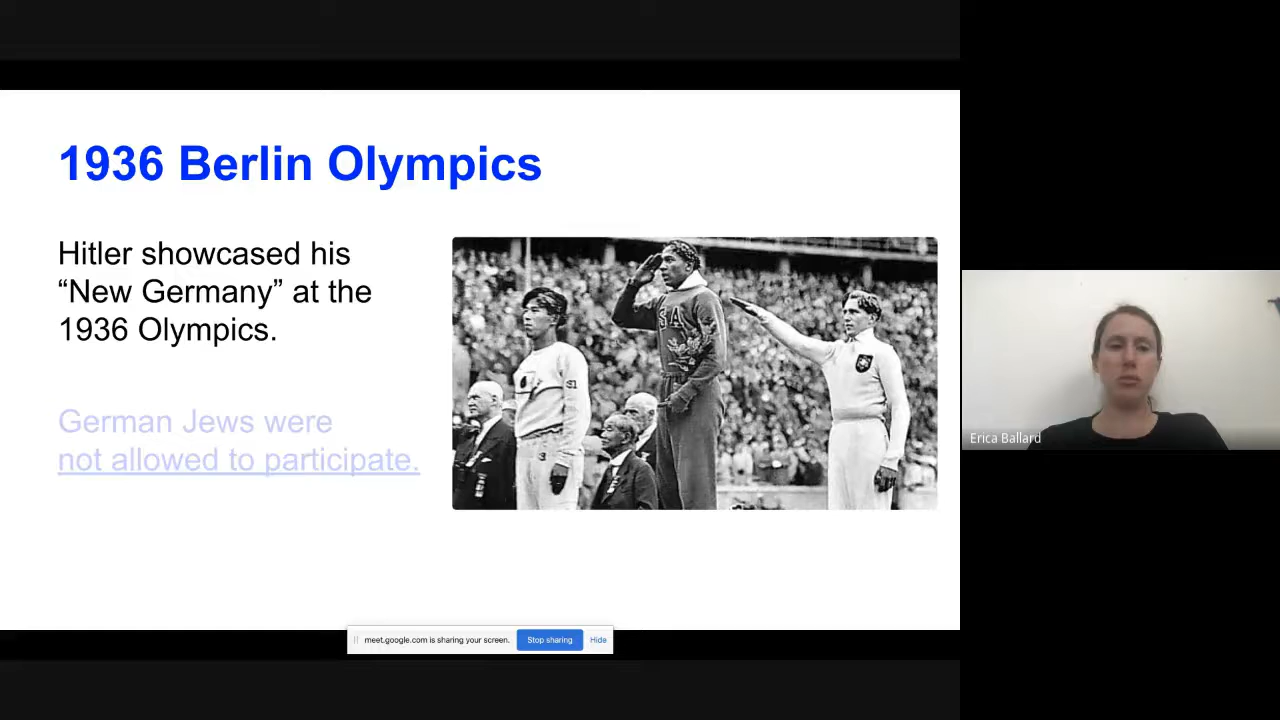 1936 Berlin Olympics
Hitler showcased his
“New Germany” at the
1936 Olympics.
German Jews were
not allowed to participate.
SA
Erica Ballard
meet.google.com is sharing your screen. Stop sharing Hide